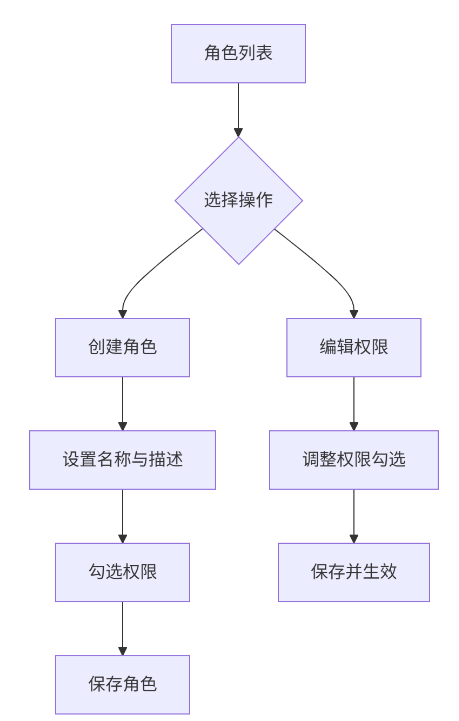 角色列表
选择操作
创建角色
编辑权限
设置名称与描述
调整权限勾选
勾选权限
保存并生效
保存角色